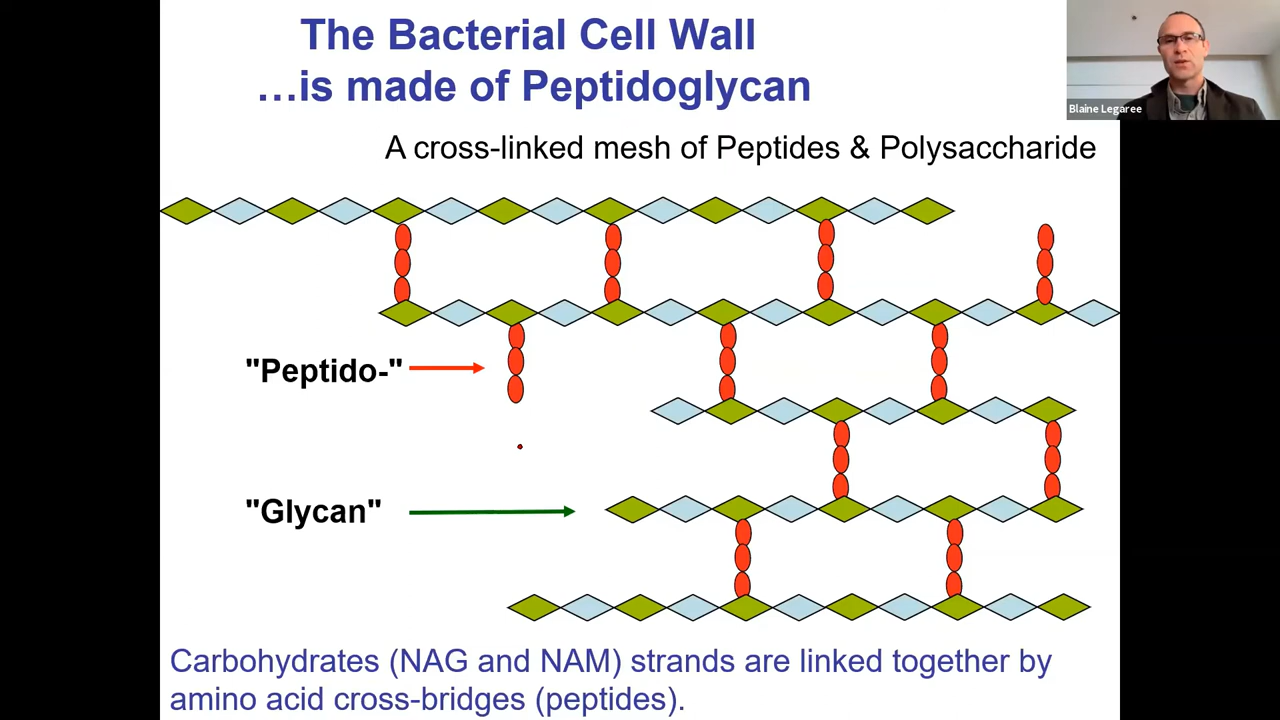 The Bacterial Cell Wall
…is made of Peptidoglycan
Blaine Legaree
A cross-linked mesh of Peptides & Polysaccharide
"Peptido-"
"Glycan"
Carbohydrates (NAG and NAM) strands are linked together by
amino acid cross-bridges (peptides).